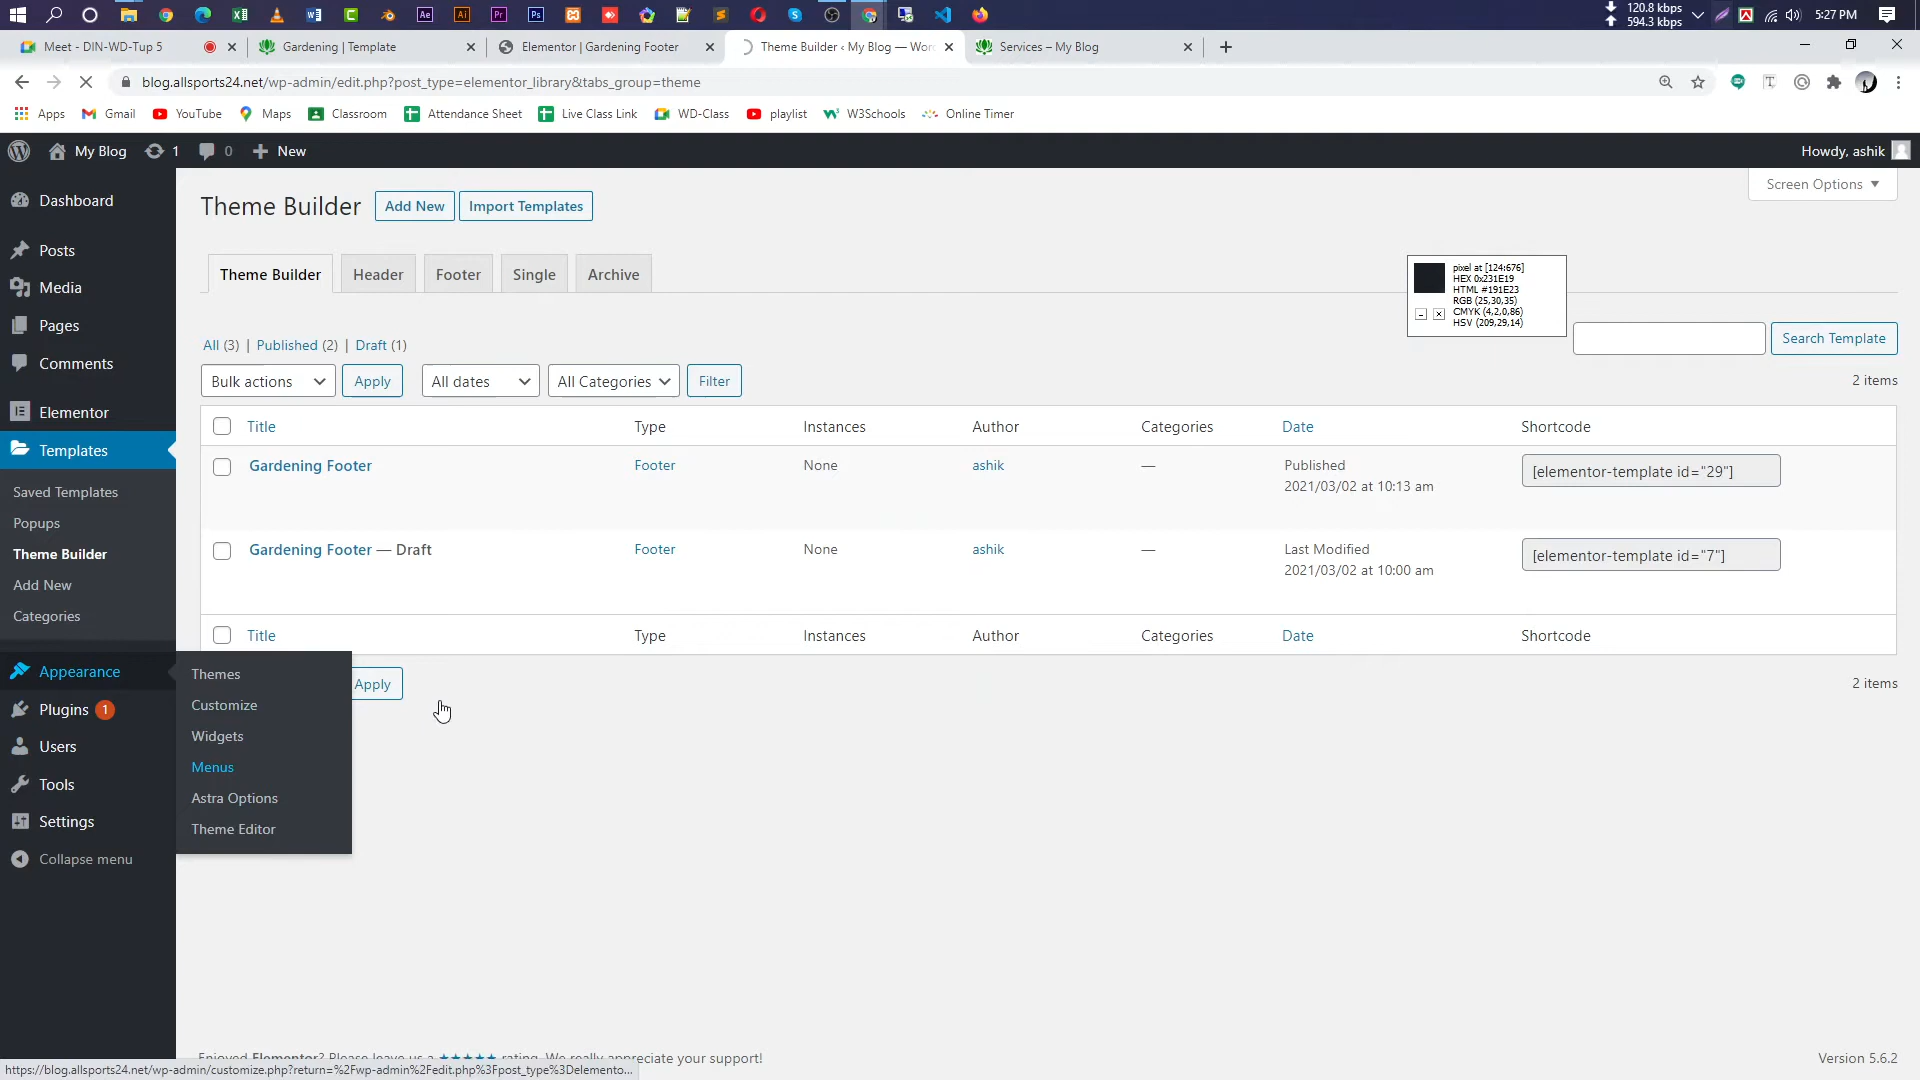 120.8 kbps
594.3 kbps
5:27 PM
Meet - DIN-WD-Tup 5
Gardening | Template
Elementor | Gardening Footer
Theme Builder ‹ My Blog — Wor
Services – My Blog
blog.allsports24.net/wp-admin/edit.php?post_type=elementor_library&tabs_group=theme
Apps
Gmail
YouTube
Maps
Classroom
Attendance Sheet
Live Class Link
WD-Class
playlist
W3Schools
Online Timer
My Blog
1
0
New
Howdy, ashik
Screen Options
Dashboard
Posts
Media
Pages
Comments
Elementor
Templates
Saved Templates
Popups
Theme Builder
Add New
Categories
Appearance
Plugins 1
Users
Tools
Settings
Collapse menu
Themes
Customize
Widgets
Menus
Astra Options
Theme Editor
Theme Builder
Add New
Import Templates
Theme Builder
Header
Footer
Single
Archive
pixel at [124:676]
HEX 0x231E19
HTML #191E23
RGB (25,30,35)
CMYK (4,2,0,86)
HSV (209,29,14)
All (3) | Published (2) | Draft (1)
Search Template
Bulk actions
Apply
All dates
All Categories
Filter
2 items
Title Type Instances Author Categories Date Shortcode
Gardening Footer Footer None ashik — Published [elementor-template id="29"]
2021/03/02 at 10:13 am
Gardening Footer — Draft Footer None ashik — Last Modified [elementor-template id="7"]
2021/03/02 at 10:00 am
Title Type Instances Author Categories Date Shortcode
Apply
2 items
Enjoyed Elementor? Please leave us a ★★★★★ rating. We really appreciate your support!
Version 5.6.2
https://blog.allsports24.net/wp-admin/customize.php?return=%2Fwp-admin%2Fedit.php%3Fpost_type%3Delemento...